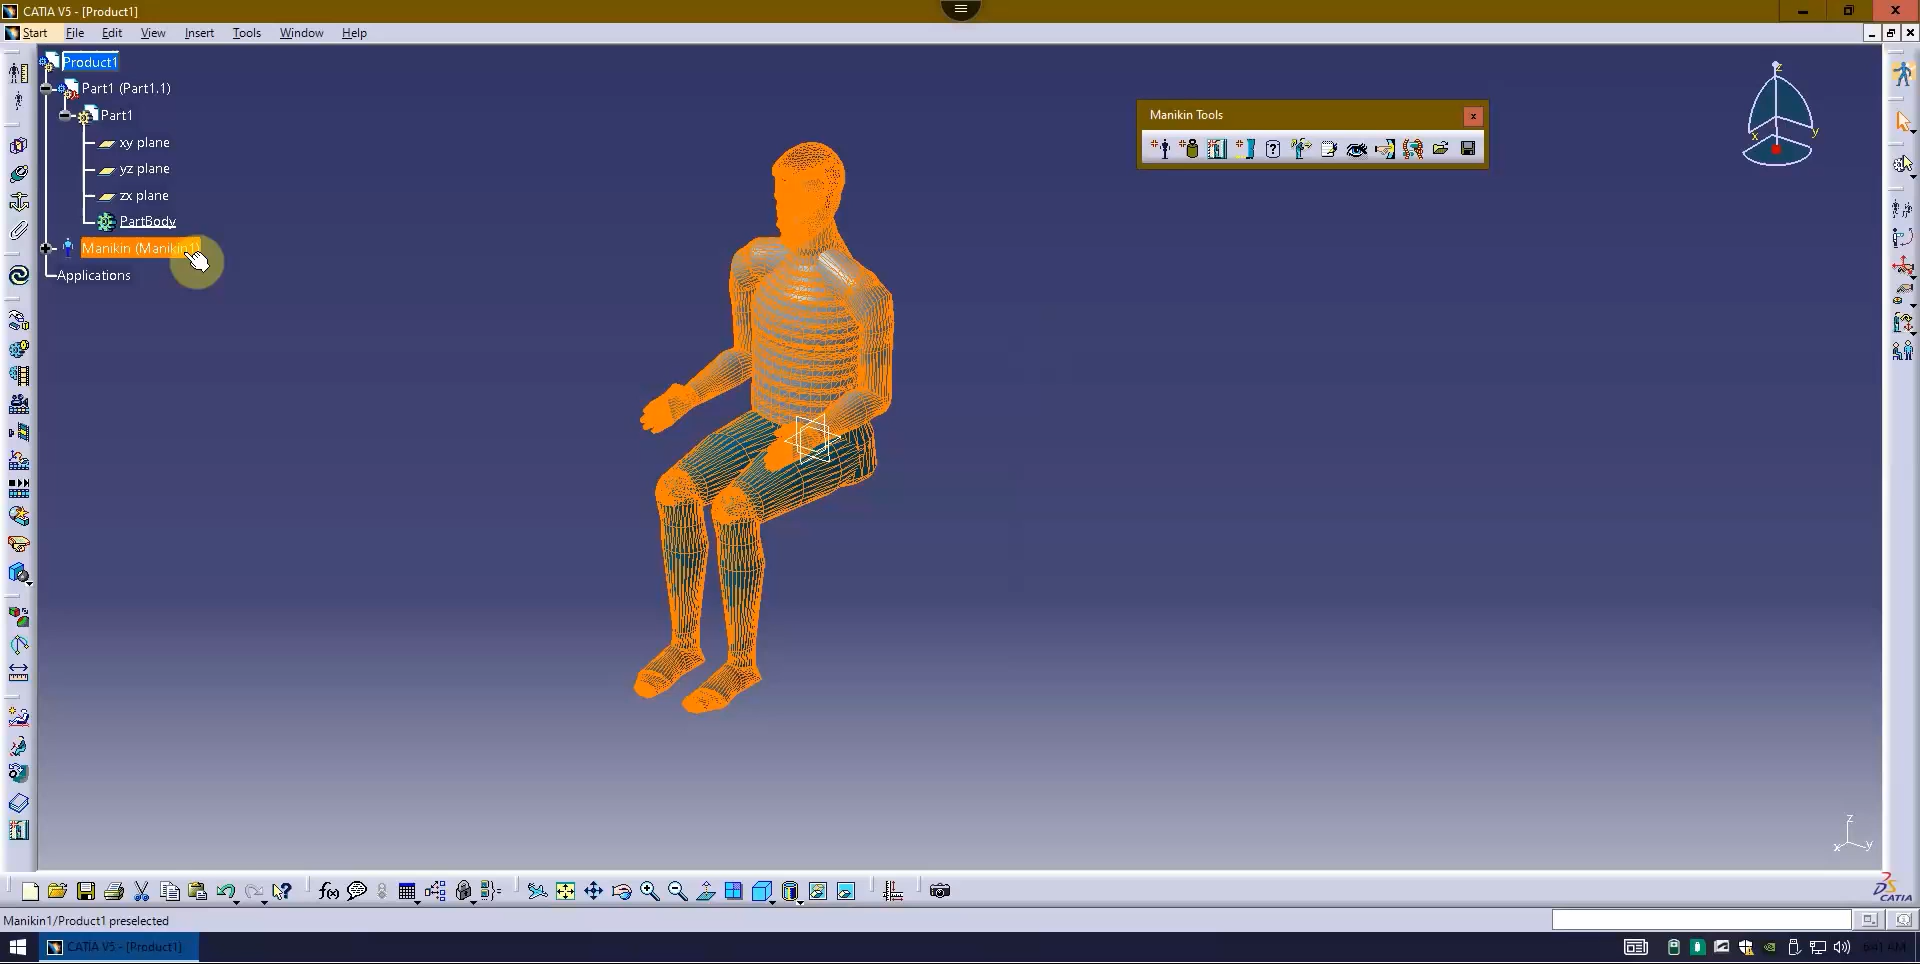 CATIA V5 - [Product1]
Start File Edit View Insert Tools Window Help
Product1
Part1 (Part1.1)
Part1
xy plane
yz plane
zx plane
PartBody
Manikin (Manikin1)
Applications
Manikin Tools
z
x
y
z
x
y
f(x)
CATIA
Manikin1/Product1 preselected
CATIA V5 - [Product1]